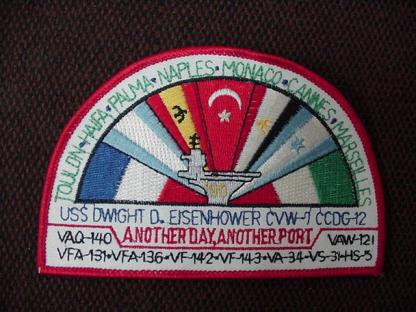 TOULON•HAIFA•PALMA•NAPLES•MONACO•CANNES•MARSEILLES
USS DWIGHT D. EISENHOWER CVW-7 CCDG-12
VAQ-140 ANOTHER DAY, ANOTHER PORT VAW-121
VFA-131•VFA-136•VF-142•VF-143•VA-34•VS-31•HS-5